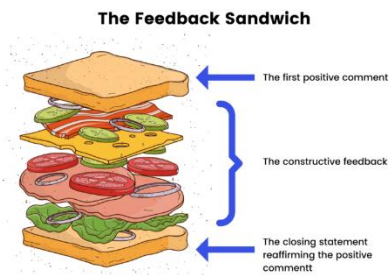 The Feedback Sandwich
The first positive comment
The constructive feedback
The closing statement
reaffirming the positive
commentt